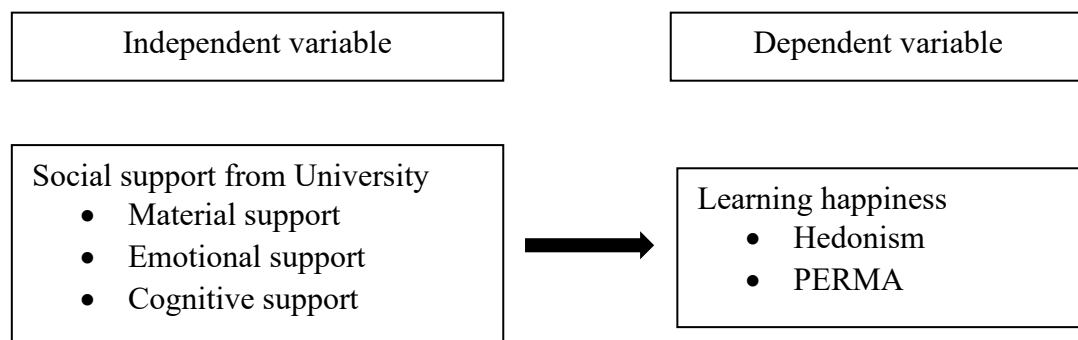 Independent variable
Dependent variable
Social support from University
• Material support
• Emotional support
• Cognitive support
Learning happiness
• Hedonism
• PERMA